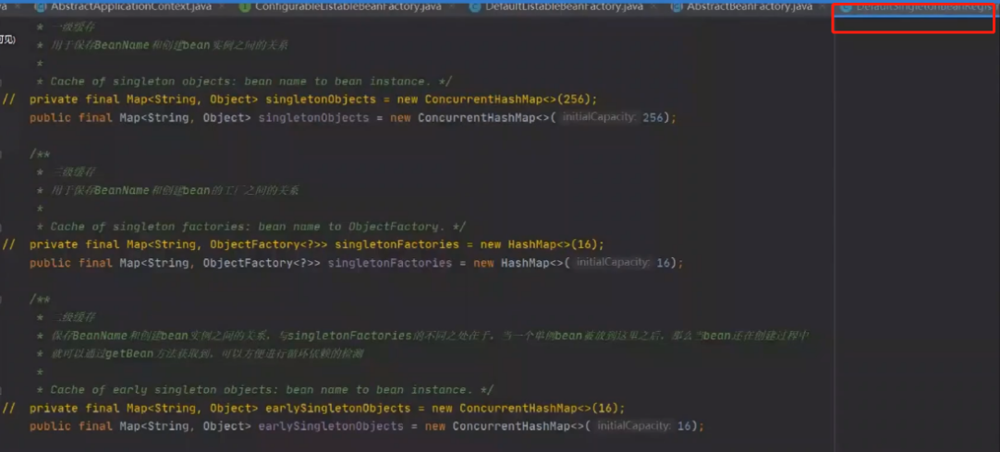 AbstractApplicationContext.java ConfigurableListableBeanFactory.java DefaultListableBeanFactory.java AbstractBeanFactory.java DefaultSingletonBeanRegis
* 一级缓存
可见)
* 用于保存BeanName和创建bean实例之间的关系
*
* Cache of singleton objects: bean name to bean instance. */
// private final Map<String, Object> singletonObjects = new ConcurrentHashMap<>(256);
public final Map<String, Object> singletonObjects = new ConcurrentHashMap<>( initialCapacity: 256);
/**
* 三级缓存
* 用于保存BeanName和创建bean的工厂之间的关系
*
* Cache of singleton factories: bean name to ObjectFactory. */
// private final Map<String, ObjectFactory<?>> singletonFactories = new HashMap<>(16);
public final Map<String, ObjectFactory<?>> singletonFactories = new HashMap<>( initialCapacity: 16);
/**
* 二级缓存
* 保存BeanName和创建bean实例之间的关系，与singletonFactories的不同之处在于，当一个单例bean被放到这里之后，那么当bean还在创建过程中
* 就可以通过getBean方法获取到，可以方便进行循环依赖的检测
*
* Cache of early singleton objects: bean name to bean instance. */
// private final Map<String, Object> earlySingletonObjects = new ConcurrentHashMap<>(16);
public final Map<String, Object> earlySingletonObjects = new ConcurrentHashMap<>( initialCapacity: 16);